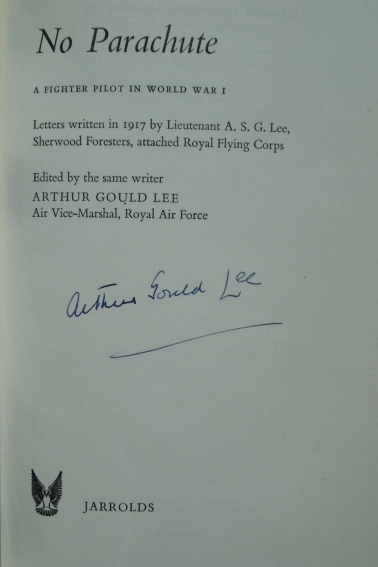 No Parachute
A FIGHTER PILOT IN WORLD WAR I
Letters written in 1917 by Lieutenant A. S. G. Lee,
Sherwood Foresters, attached Royal Flying Corps
Edited by the same writer
ARTHUR GOULD LEE
Air Vice-Marshal, Royal Air Force
Arthur Gould Lee
JARROLDS